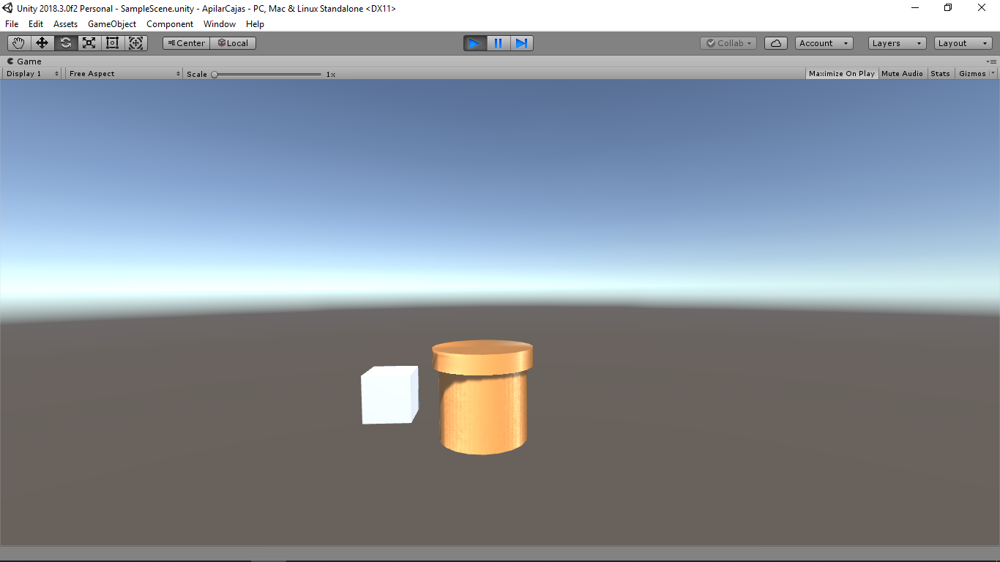 Unity 2018.3.0f2 Personal - SampleScene.unity - ApilarCajas - PC, Mac & Linux Standalone <DX11>
File Edit Assets GameObject Component Window Help
Center Local Collab Account Layers Layout
Game
Display 1 Free Aspect Scale 1x Maximize On Play Mute Audio Stats Gizmos